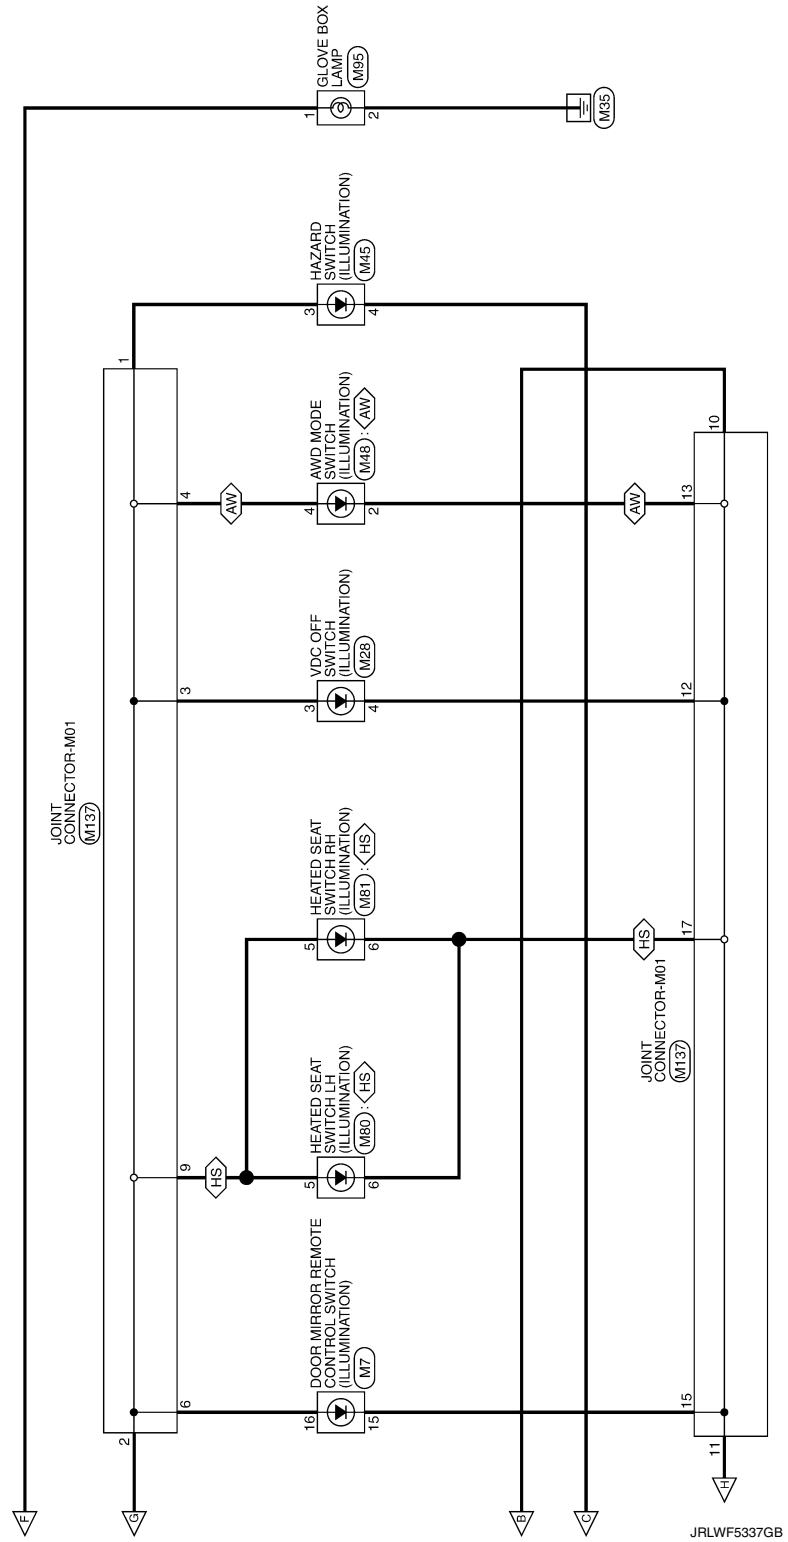 F
G
B
C
H
2
11
JOINT
CONNECTOR-M01
M137
6
16
DOOR MIRROR REMOTE
CONTROL SWITCH
(ILLUMINATION)
M7
15
15
9
HS
5
HEATED SEAT
SWITCH LH
(ILLUMINATION)
M80 : HS
6
5
HEATED SEAT
SWITCH RH
(ILLUMINATION)
M81 : HS
6
HS
17
JOINT
CONNECTOR-M01
M137
3
3
VDC OFF
SWITCH
(ILLUMINATION)
M28
4
12
4
AW
4
AWD MODE
SWITCH
(ILLUMINATION)
M48 : AW
2
AW
13
10
1
3
HAZARD
SWITCH
(ILLUMINATION)
M45
4
1
GLOVE BOX
LAMP
M95
2
M35
JRLWF5337GB